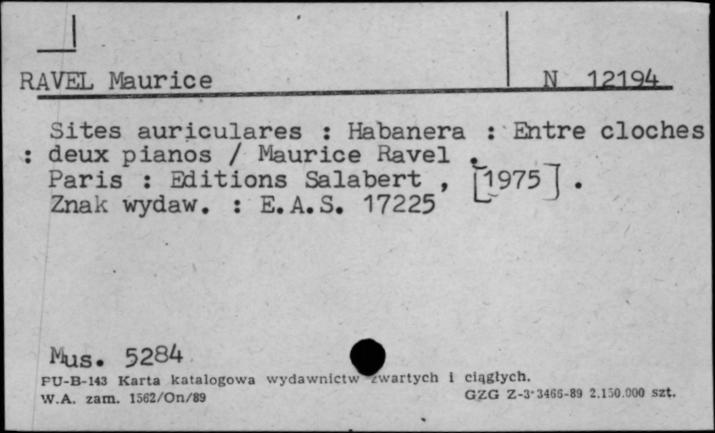 RAVEL Maurice N 12194
Sites auriculares : Habanera : Entre cloches
: deux pianos / Maurice Ravel .
Paris : Editions Salabert , [1975] .
Znak wydaw. : E.A.S. 17225
Mus. 5284
PU-B-143 Karta katalogowa wydawnictw zwartych i ciągłych.
W.A. zam. 1562/On/89 GZG Z-3-3466-89 2.150.000 szt.